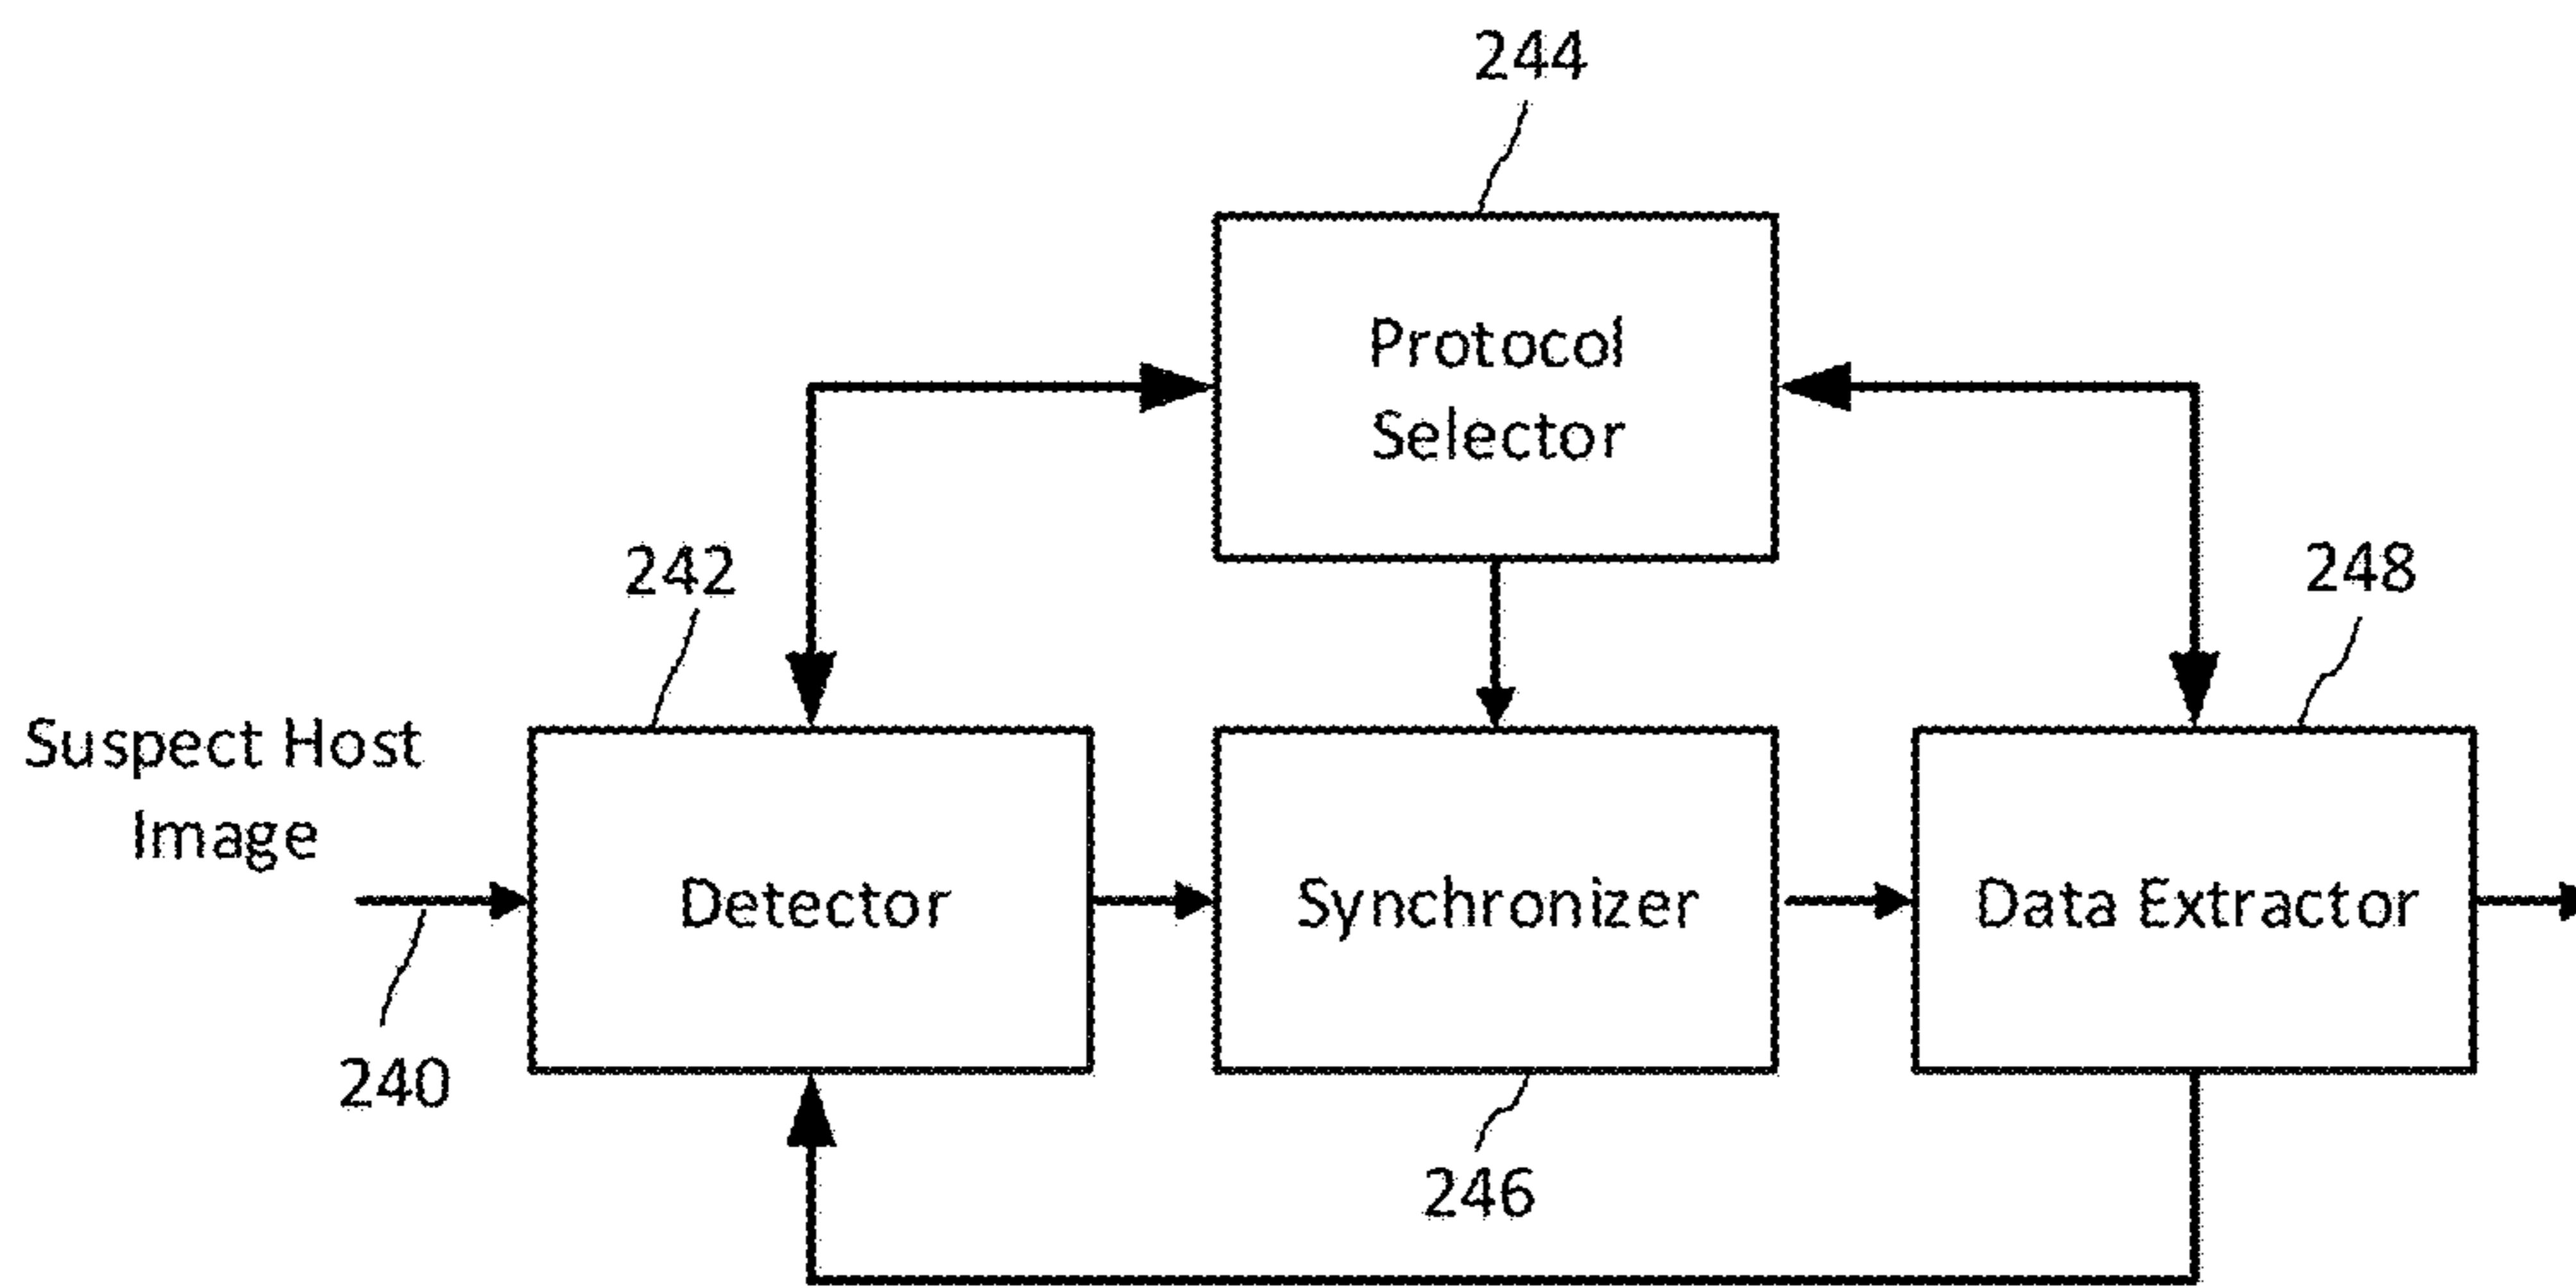 244
Protocol
Selector
242
248
Suspect Host
Image
Detector
Synchronizer
Data Extractor
240
246